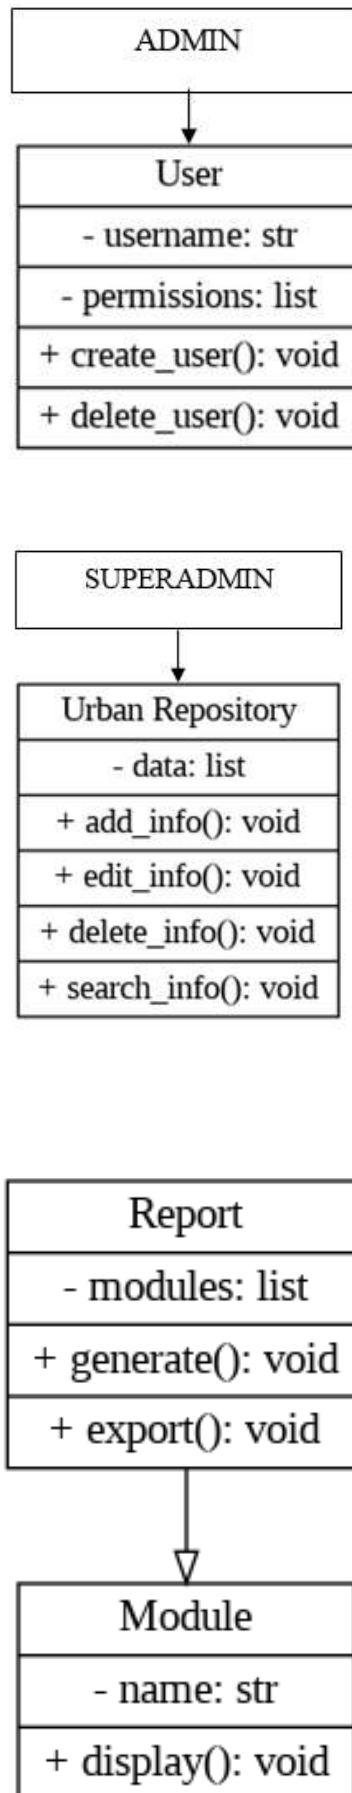 ADMIN
User
- username: str
- permissions: list
+ create_user(): void
+ delete_user(): void
SUPERADMIN
Urban Repository
- data: list
+ add_info(): void
+ edit_info(): void
+ delete_info(): void
+ search_info(): void
Report
- modules: list
+ generate(): void
+ export(): void
Module
- name: str
+ display(): void